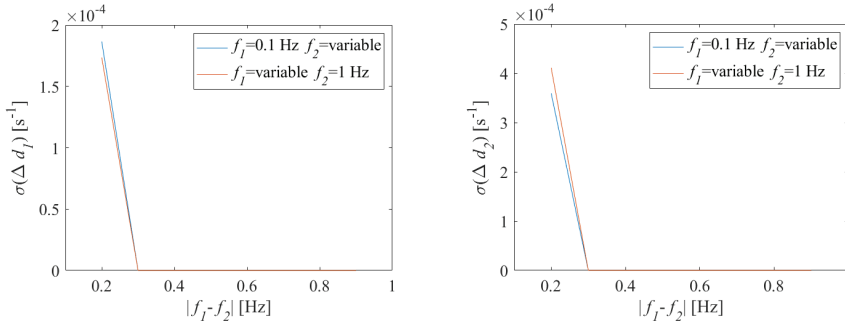 ×10⁻⁴
2
1.5
1
0.5
0
σ(Δ d₁) [s⁻¹]
f₁=0.1 Hz f₂=variable
f₁=variable f₂=1 Hz
0.2 0.4 0.6 0.8 1
|f₁-f₂| [Hz]
×10⁻⁴
5
4
3
2
1
0
σ(Δ d₂) [s⁻¹]
f₁=0.1 Hz f₂=variable
f₁=variable f₂=1 Hz
0.2 0.4 0.6 0.8
|f₁-f₂| [Hz]